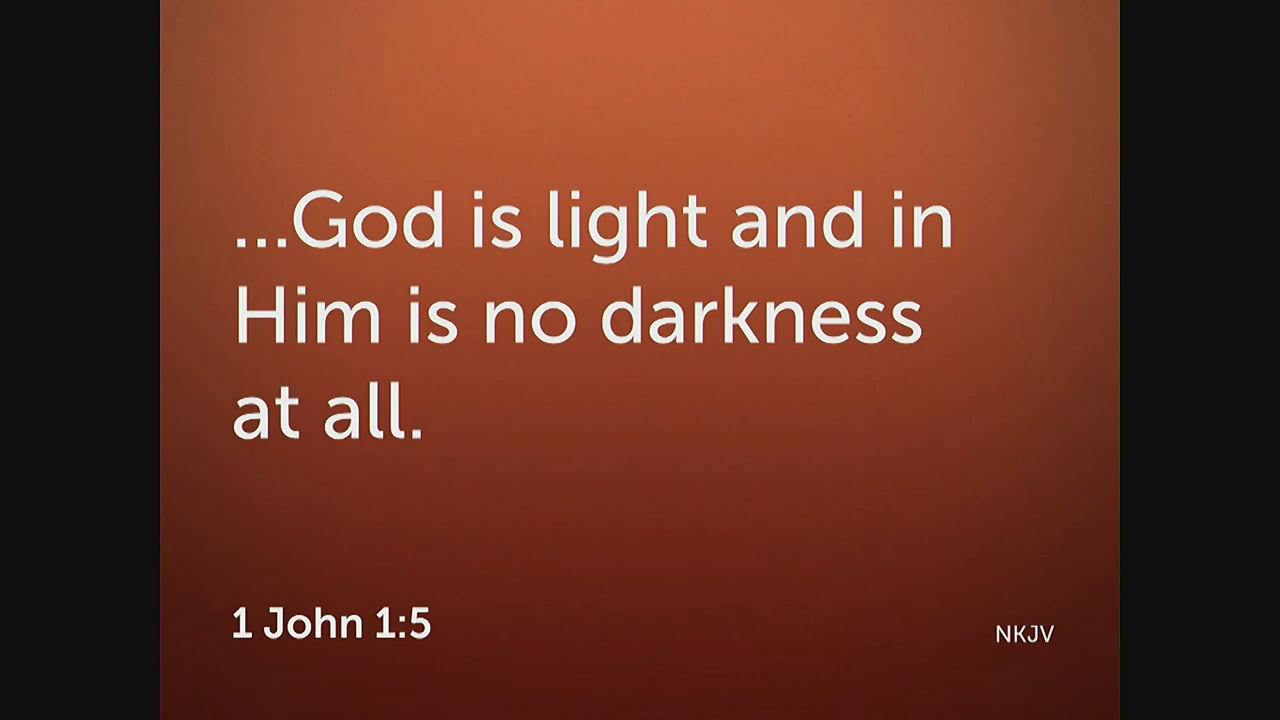 ...God is light and in
Him is no darkness
at all.
1 John 1:5
NKJV